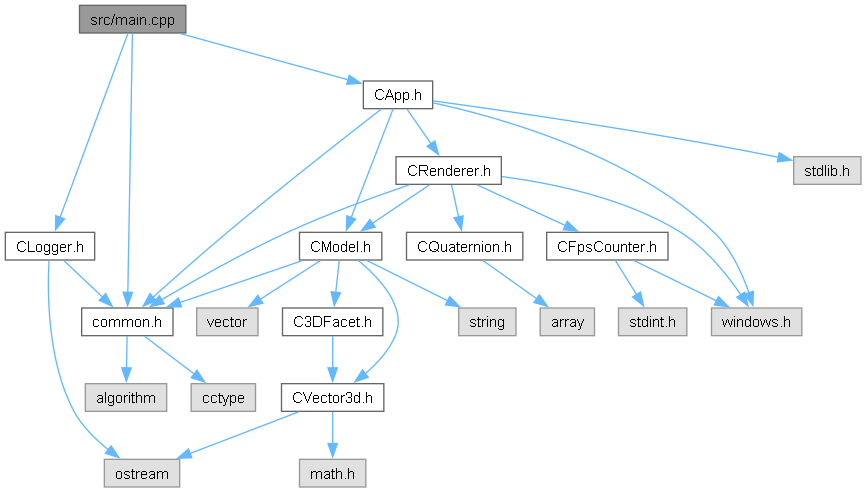 src/main.cpp
CApp.h
CRenderer.h
stdlib.h
CLogger.h
CModel.h
CQuaternion.h
CFpsCounter.h
common.h
vector
C3DFacet.h
string
array
stdint.h
windows.h
algorithm
cctype
CVector3d.h
ostream
math.h